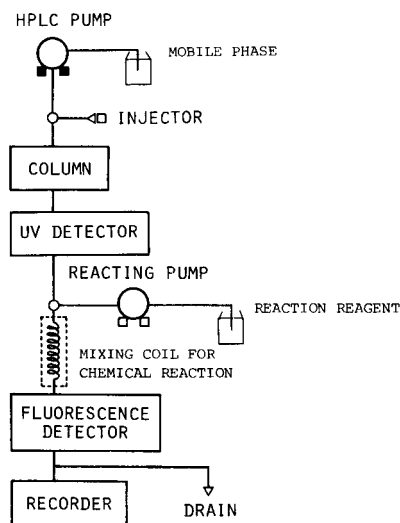 HPLC PUMP
MOBILE PHASE
INJECTOR
COLUMN
UV DETECTOR
REACTING PUMP
REACTION REAGENT
MIXING COIL FOR
CHEMICAL REACTION
FLUORESCENCE
DETECTOR
RECORDER
DRAIN